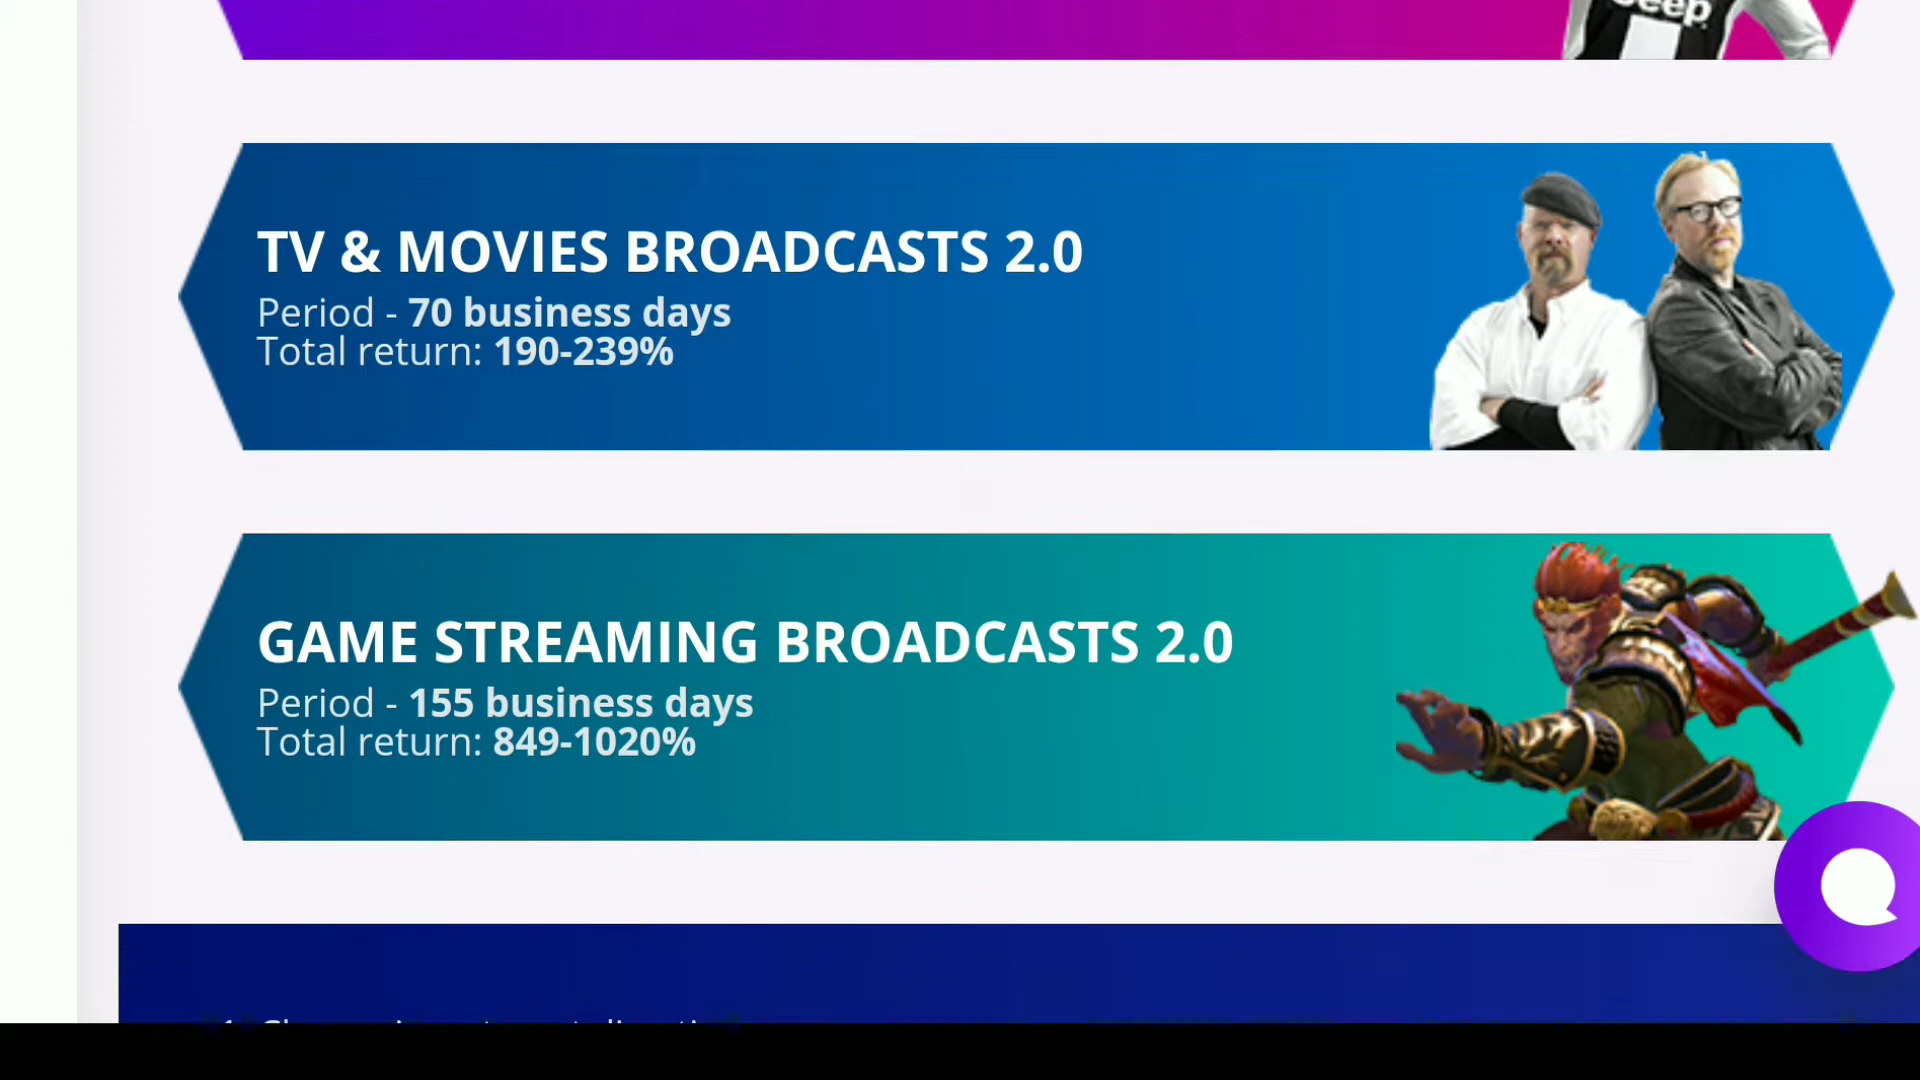 Jeep
TV & MOVIES BROADCASTS 2.0
Period - 70 business days
Total return: 190-239%
GAME STREAMING BROADCASTS 2.0
Period - 155 business days
Total return: 849-1020%